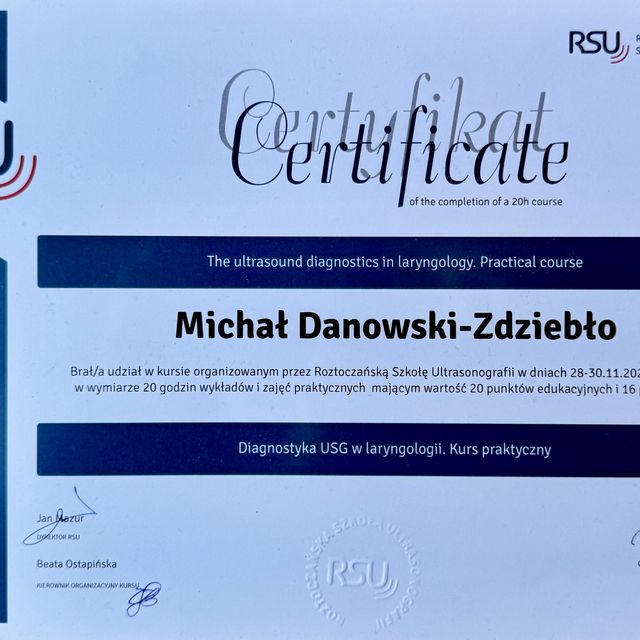 RSU
Certyfikat
Certificate
of the completion of a 20h course
The ultrasound diagnostics in laryngology. Practical course
Michał Danowski-Zdziebło
Brał/a udział w kursie organizowanym przez Roztoczańską Szkołę Ultrasonografii w dniach 28-30.11.202
w wymiarze 20 godzin wykładów i zajęć praktycznych mającym wartość 20 punktów edukacyjnych i 16 p
Diagnostyka USG w laryngologii. Kurs praktyczny
Jan Mazur
DYREKTOR RSU
Beata Ostapińska
KIEROWNIK ORGANIZACYJNY KURSU
ROZTOCZAŃSKA SZKOŁA ULTRASONOGRAFII
RSU